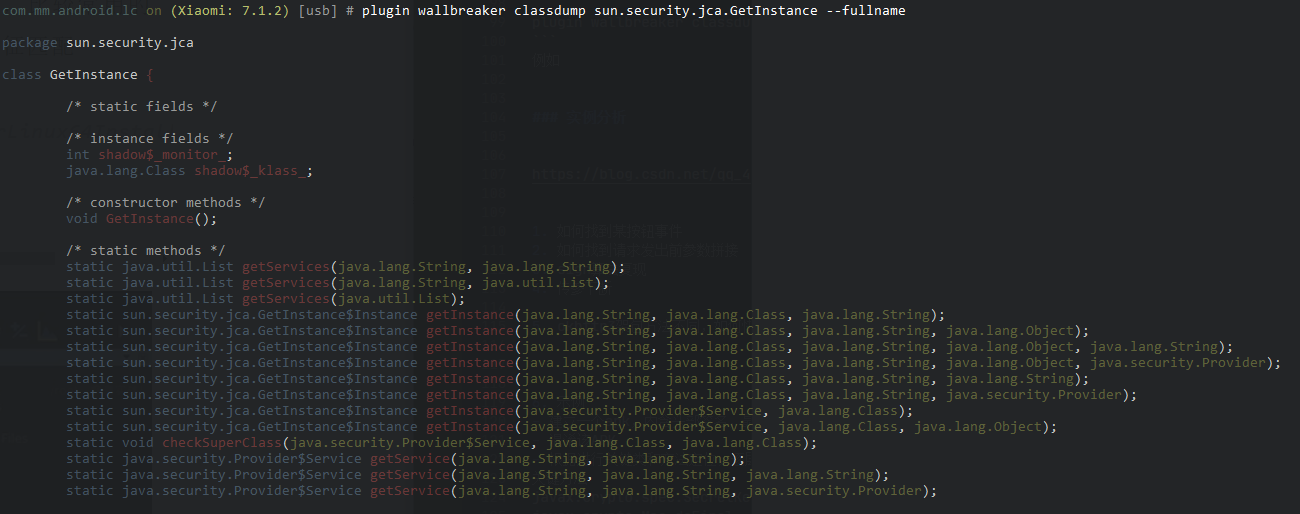 com.mm.android.lc on (Xiaomi: 7.1.2) [usb] # plugin wallbreaker classdump sun.security.jca.GetInstance --fullname
package sun.security.jca
class GetInstance {
/* static fields */
/* instance fields */
int shadow$_monitor_;
java.lang.Class shadow$_klass_;
/* constructor methods */
void GetInstance();
/* static methods */
static java.util.List getServices(java.lang.String, java.lang.String);
static java.util.List getServices(java.lang.String, java.util.List);
static java.util.List getServices(java.util.List);
static sun.security.jca.GetInstance$Instance getInstance(java.lang.String, java.lang.Class, java.lang.String);
static sun.security.jca.GetInstance$Instance getInstance(java.lang.String, java.lang.Class, java.lang.String, java.lang.Object);
static sun.security.jca.GetInstance$Instance getInstance(java.lang.String, java.lang.Class, java.lang.String, java.lang.Object, java.lang.String);
static sun.security.jca.GetInstance$Instance getInstance(java.lang.String, java.lang.Class, java.lang.String, java.lang.Object, java.security.Provider);
static sun.security.jca.GetInstance$Instance getInstance(java.lang.String, java.lang.Class, java.lang.String, java.lang.String);
static sun.security.jca.GetInstance$Instance getInstance(java.lang.String, java.lang.Class, java.lang.String, java.security.Provider);
static sun.security.jca.GetInstance$Instance getInstance(java.security.Provider$Service, java.lang.Class);
static sun.security.jca.GetInstance$Instance getInstance(java.security.Provider$Service, java.lang.Class, java.lang.Object);
static void checkSuperClass(java.security.Provider$Service, java.lang.Class, java.lang.Class);
static java.security.Provider$Service getService(java.lang.String, java.lang.String);
static java.security.Provider$Service getService(java.lang.String, java.lang.String, java.lang.String);
static java.security.Provider$Service getService(java.lang.String, java.lang.String, java.security.Provider);